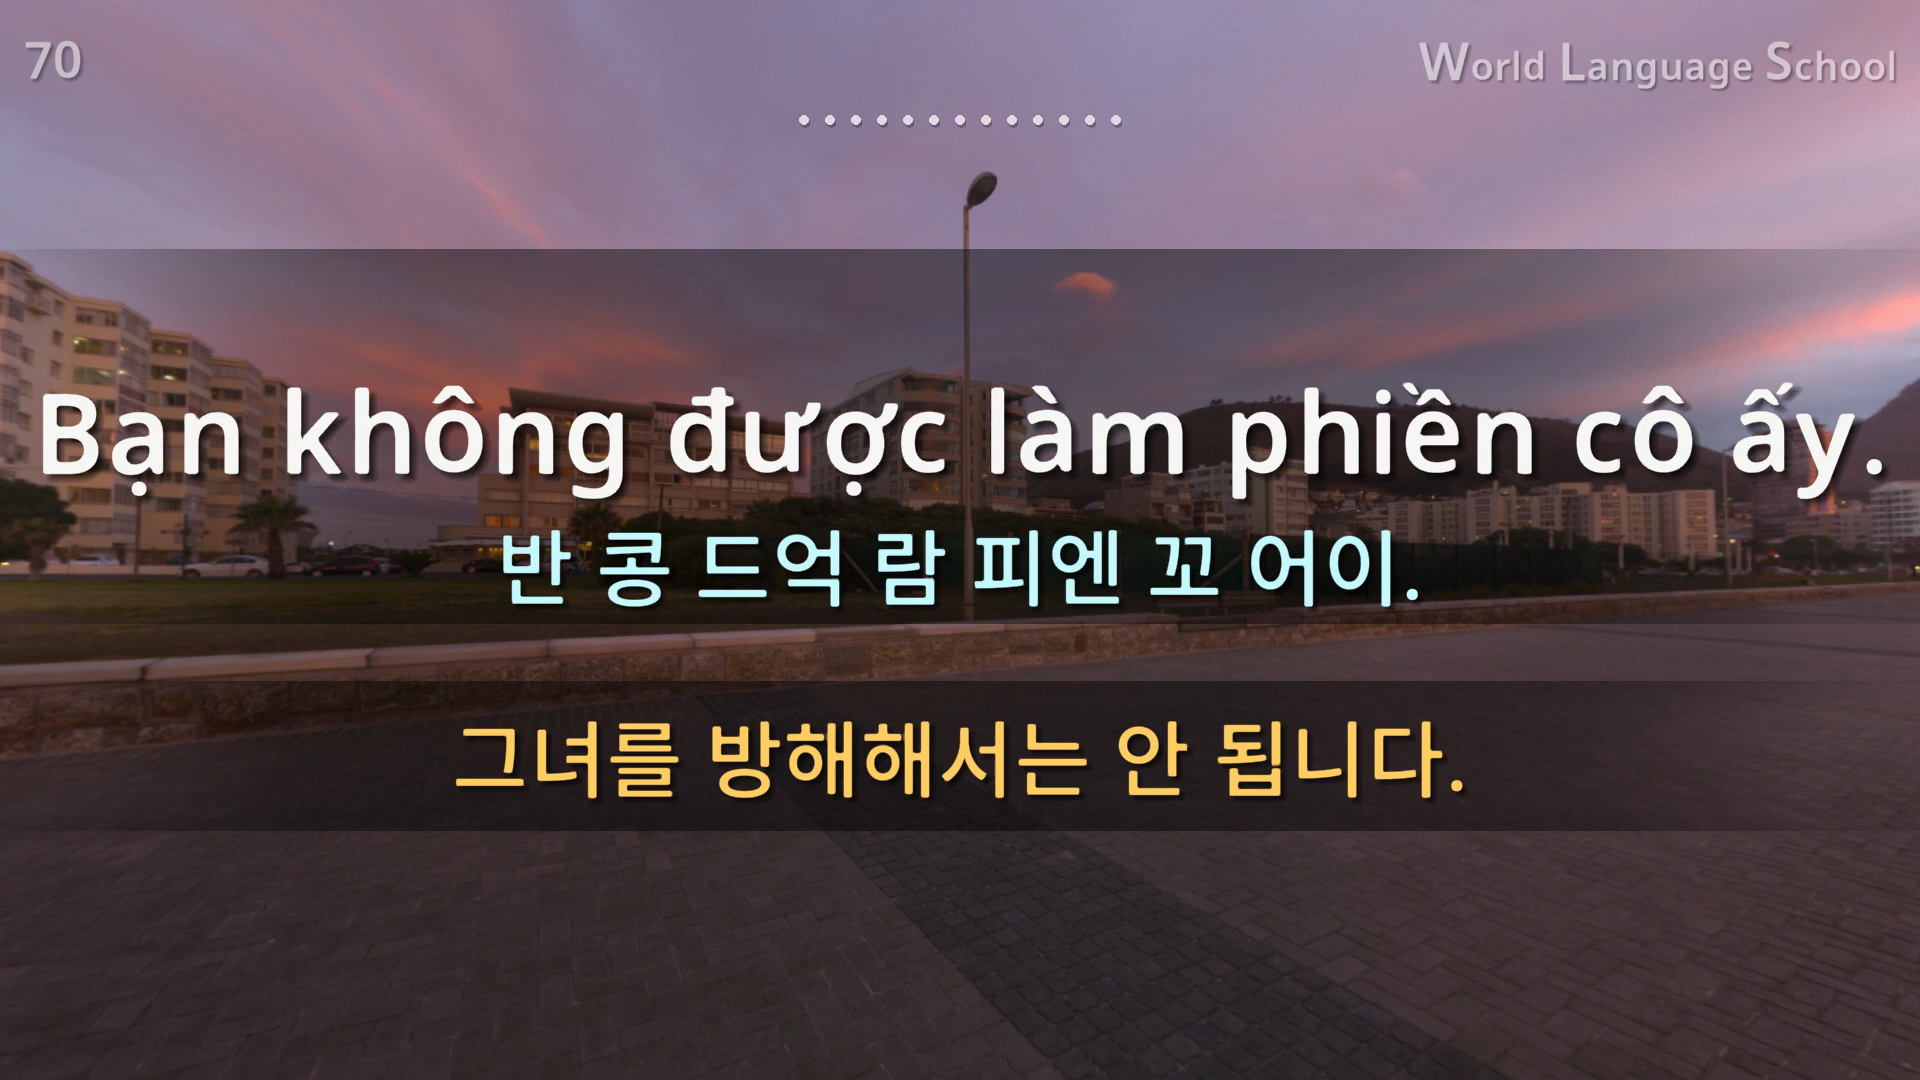 70
World Language School
Bạn không được làm phiền cô ấy.
반 콩 드억 람 피엔 꼬 어이.
그녀를 방해해서는 안 됩니다.